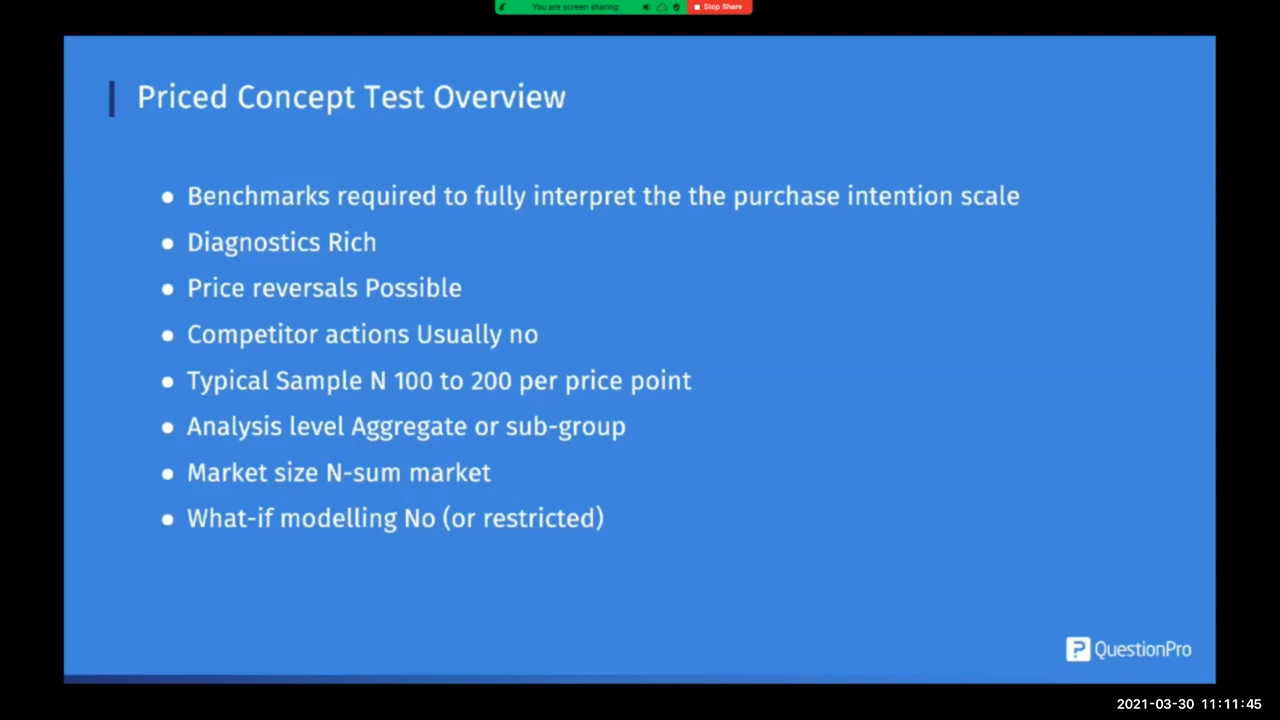 You are screen sharing
Stop Share
Priced Concept Test Overview
Benchmarks required to fully interpret the the purchase intention scale
Diagnostics Rich
Price reversals Possible
Competitor actions Usually no
Typical Sample N 100 to 200 per price point
Analysis level Aggregate or sub-group
Market size N-sum market
What-if modelling No (or restricted)
QuestionPro
2021-03-30 11:11:45